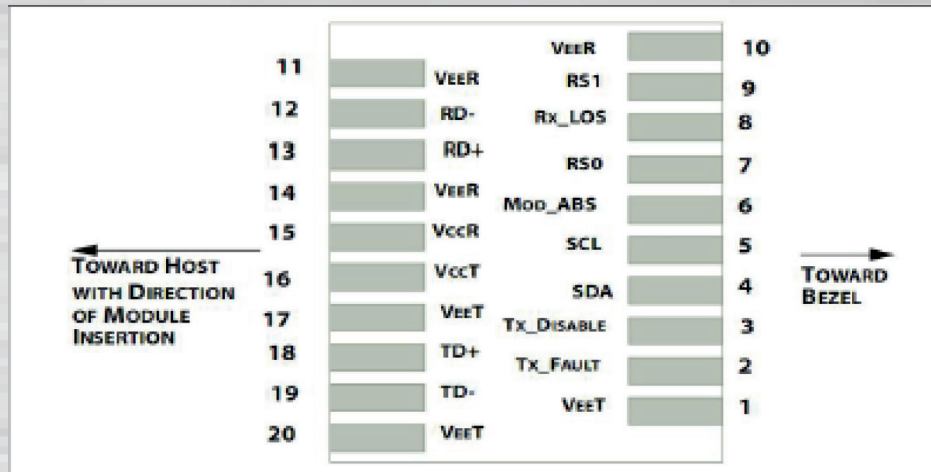 11 VEER
12 RD-
13 RD+
14 VEER
15 VCCR
16 VCCT
17 VEET
18 TD+
19 TD-
20 VEET
VEER 10
RS1 9
RX_LOS 8
RS0 7
MOD_ABS 6
SCL 5
SDA 4
TX_DISABLE 3
TX_FAULT 2
VEET 1
TOWARD HOST
WITH DIRECTION
OF MODULE
INSERTION
TOWARD
BEZEL